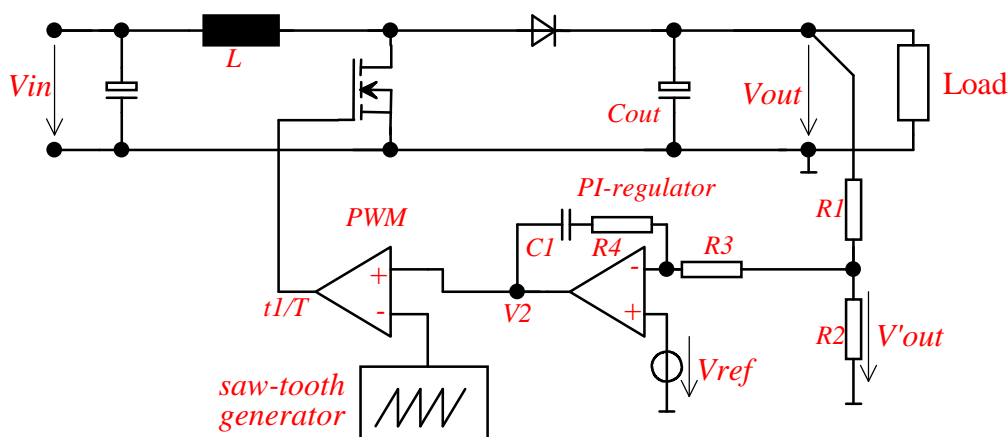 L
Vin
Cout
Vout
Load
PI-regulator
R1
PWM
C1
R4
R3
+
-
-
+
t1/T
V2
R2
V'out
Vref
saw-tooth
generator